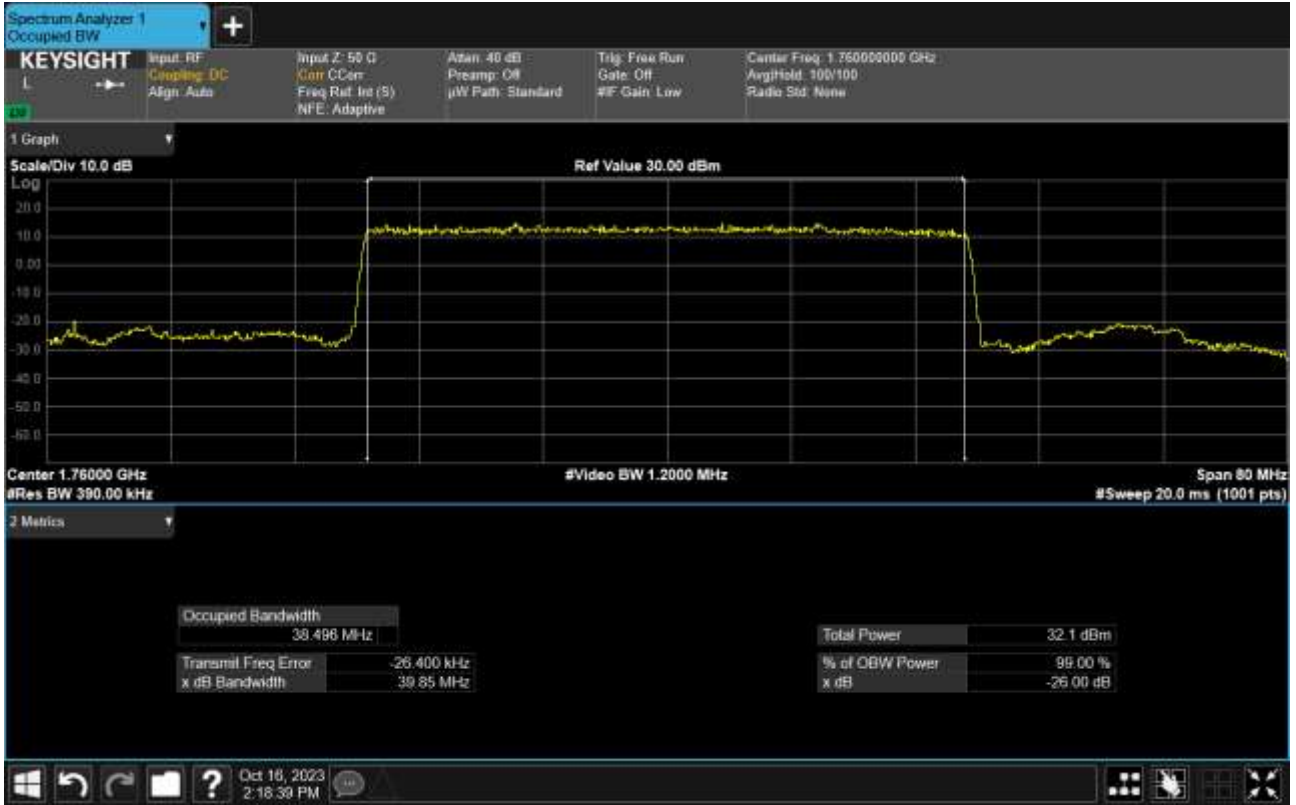 Spectrum Analyzer 1
Occupied BW
+
KEYSIGHT
L
Input: RF
Coupling: DC
Align: Auto
Input Z: 50 Ω
Corr CCorr
Freq Ref: Int (S)
NFE: Adaptive
Atten: 40 dB
Preamp: Off
µW Path: Standard
Trig: Free Run
Gate: Off
#IF Gain: Low
Center Freq: 1.760000000 GHz
Avg|Hold: 100/100
Radio Std: None
1 Graph
Scale/Div 10.0 dB
Ref Value 30.00 dBm
Log
20.0
10.0
0.00
-10.0
-20.0
-30.0
-40.0
-50.0
-60.0
Center 1.76000 GHz
#Video BW 1.2000 MHz
Span 80 MHz
#Res BW 390.00 kHz
#Sweep 20.0 ms (1001 pts)
2 Metrics
Occupied Bandwidth
38.496 MHz
Total Power 32.1 dBm
Transmit Freq Error -26.400 kHz
% of OBW Power 99.00 %
x dB Bandwidth 39.85 MHz
x dB -26.00 dB
?
Oct 16, 2023
2:18:39 PM